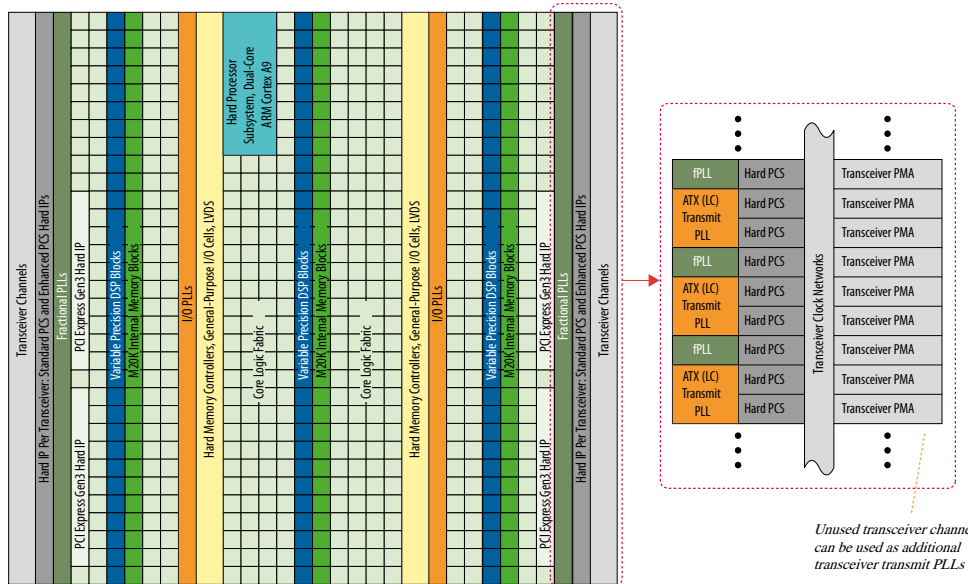 Transceiver Channels
Hard IP Per Transceiver: Standard PCS and Enhanced PCS Hard IPs
Fractional PLLs
PCI Express Gen3 Hard IP
PCI Express Gen3 Hard IP
Variable Precision DSP Blocks
M20K Internal Memory Blocks
I/O PLLs
Hard Memory Controllers, General-Purpose I/O Cells, LVDS
Hard Processor
Subsystem, Dual-Core
ARM Cortex A9
Core Logic Fabric
Variable Precision DSP Blocks
M20K Internal Memory Blocks
Core Logic Fabric
Hard Memory Controllers, General-Purpose I/O Cells, LVDS
I/O PLLs
Variable Precision DSP Blocks
M20K Internal Memory Blocks
PCI Express Gen3 Hard IP
PCI Express Gen3 Hard IP
Fractional PLLs
Hard IP Per Transceiver: Standard PCS and Enhanced PCS Hard IPs
Transceiver Channels
fPLL
ATX (LC)
Transmit
PLL
fPLL
ATX (LC)
Transmit
PLL
fPLL
ATX (LC)
Transmit
PLL
Hard PCS
Hard PCS
Hard PCS
Hard PCS
Hard PCS
Hard PCS
Hard PCS
Hard PCS
Hard PCS
Transceiver Clock Networks
Transceiver PMA
Transceiver PMA
Transceiver PMA
Transceiver PMA
Transceiver PMA
Transceiver PMA
Transceiver PMA
Transceiver PMA
Transceiver PMA
Unused transceiver
can be used as additional
transceiver transmit PLLs